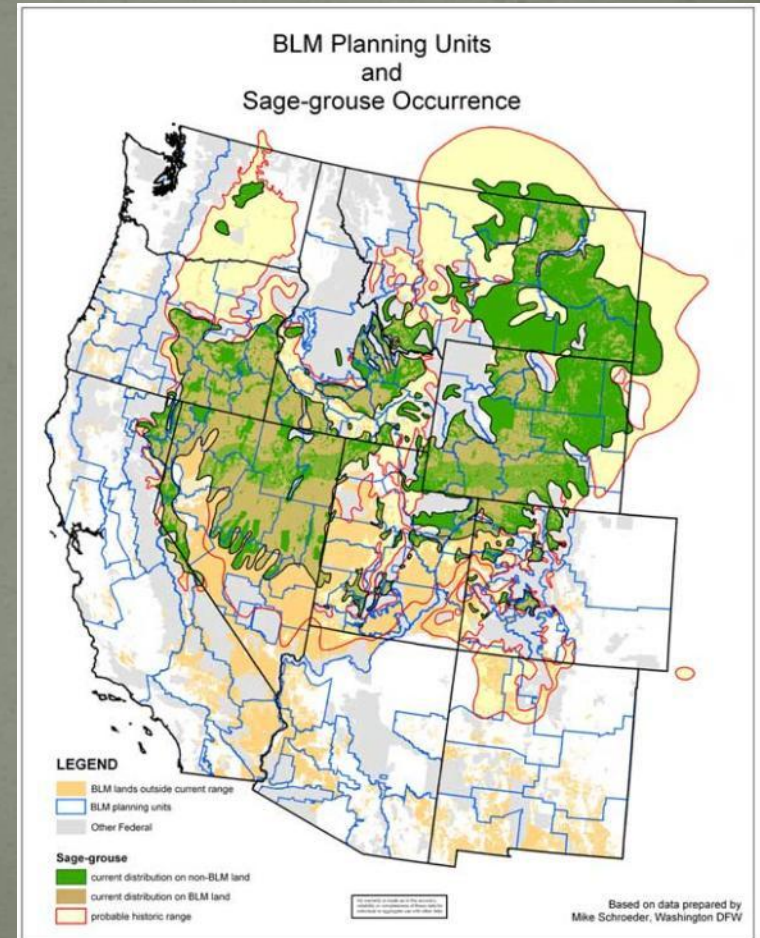 BLM Planning Units
and
Sage-grouse Occurrence
LEGEND
BLM lands outside current range
BLM planning units
Other Federal
Sage-grouse
current distribution on non-BLM land
current distribution on BLM land
probable historic range
Based on data prepared by
Mike Schroeder, Washington DFW